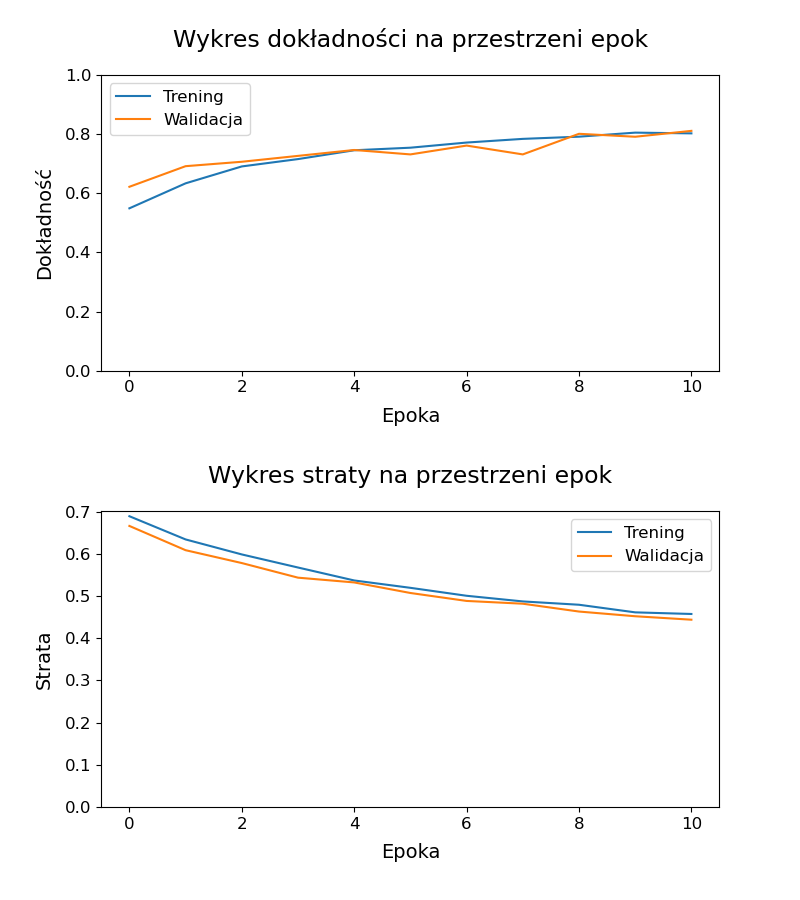 Wykres dokładności na przestrzeni epok
1.0
0.8
0.6
0.4
0.2
0.0
Dokładność
Trening
Walidacja
0 2 4 6 8 10
Epoka
Wykres straty na przestrzeni epok
0.7
0.6
0.5
0.4
0.3
0.2
0.1
0.0
Strata
Trening
Walidacja
0 2 4 6 8 10
Epoka